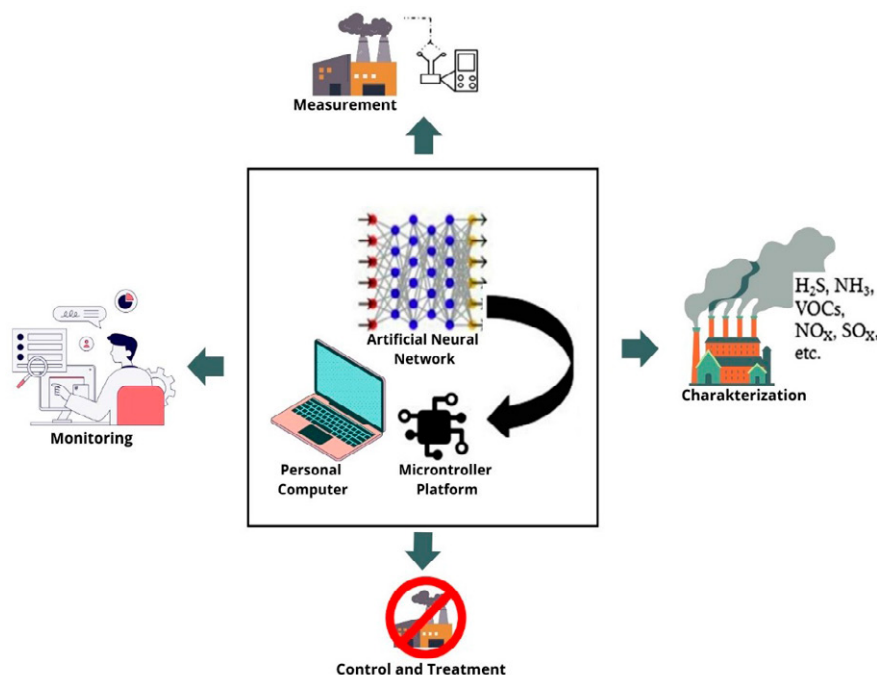 Measurement
Artificial Neural
Network
H₂S, NH₃,
VOCs,
NOₓ, SOₓ,
etc.
Charakterization
Monitoring
Personal
Computer
Microntroller
Platform
Control and Treatment